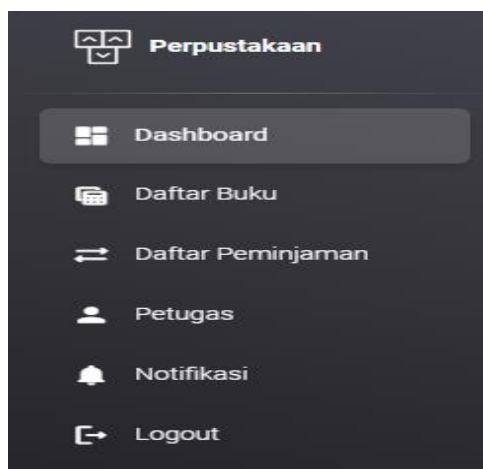 Perpustakaan
Dashboard
Daftar Buku
Daftar Peminjaman
Petugas
Notifikasi
Logout